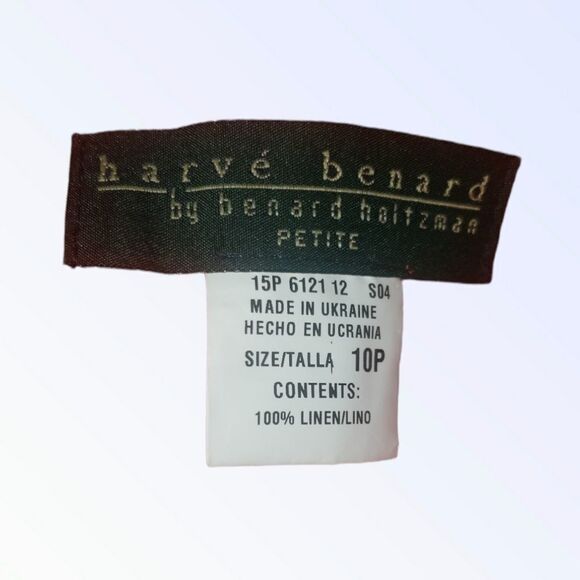 harvé benard
by benard holtzman
PETITE
15P 6121 12 S04
MADE IN UKRAINE
HECHO EN UCRANIA
SIZE/TALLA 10P
CONTENTS:
100% LINEN/LINO